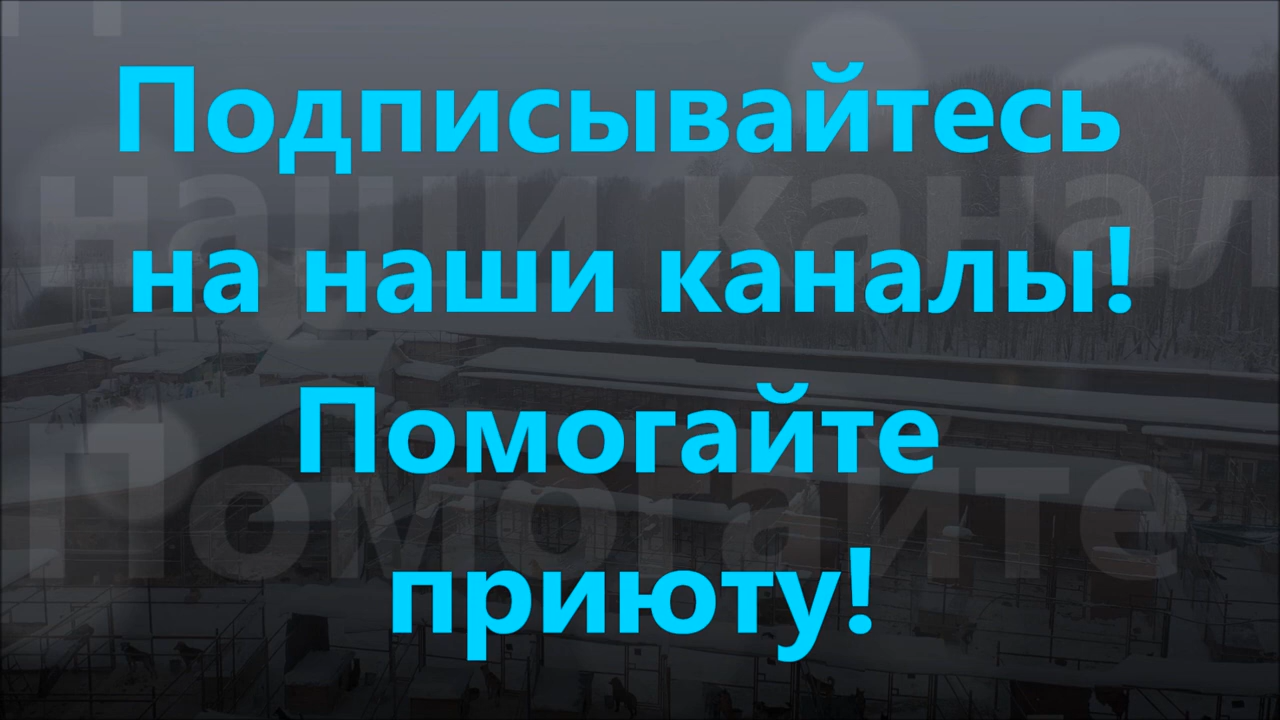 Подписывайтесь
на наши каналы!
Помогайте
приюту!